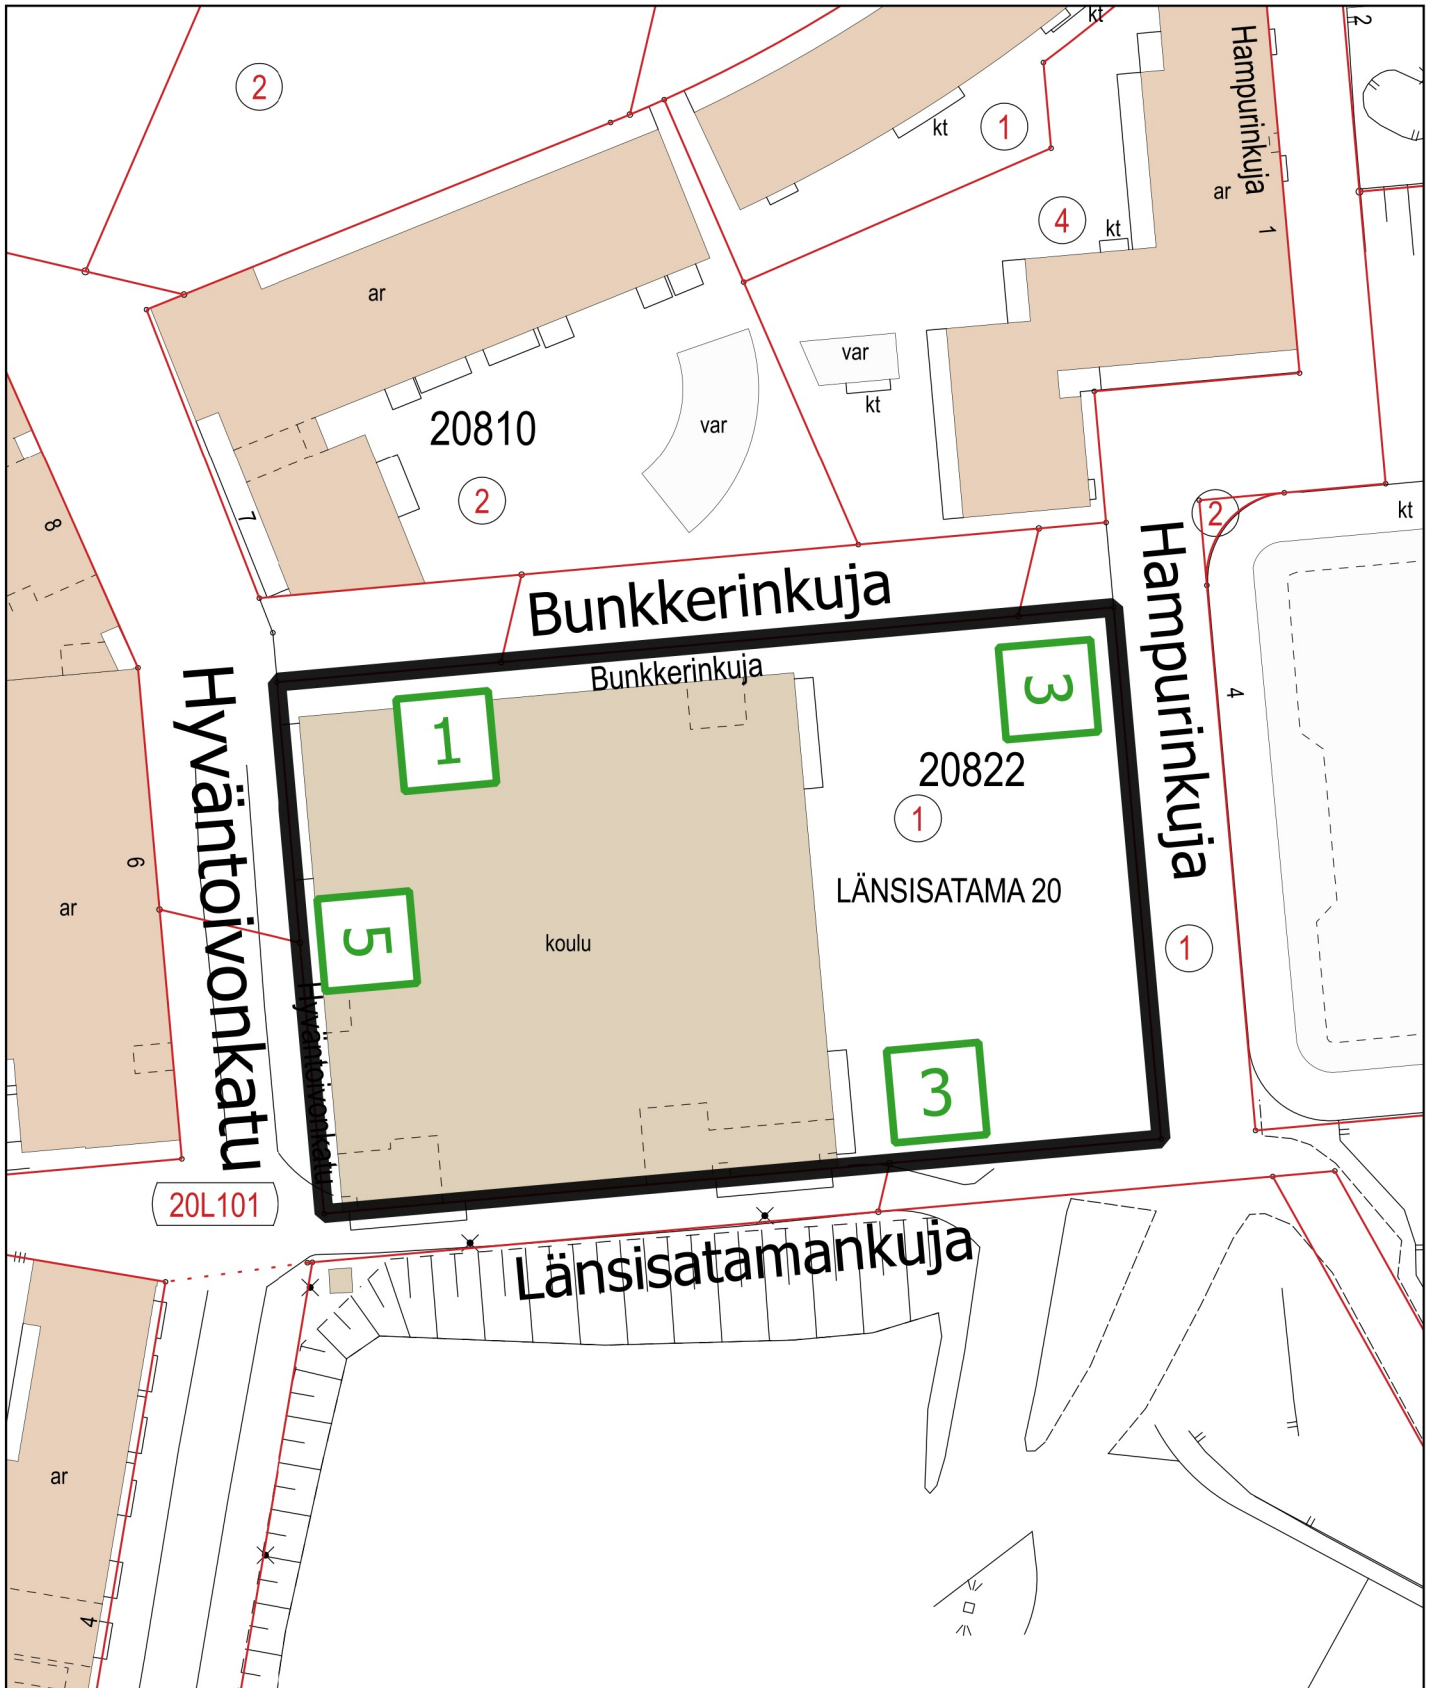 kt
2
2
Hampurinkuja
kt
1
ar
4
kt
1
ar
var
kt
20810
var
2
7
8
2
kt
Bunkkerinkuja
Hampurinkuja
Bunkkerinkuja
3
4
1
20822
1
Hyväntoivonkatu
6
LÄNSISATAMA 20
ar
5
koulu
1
Hyväntoivonkatu
3
20L101
Länsisatamankuja
ar
4